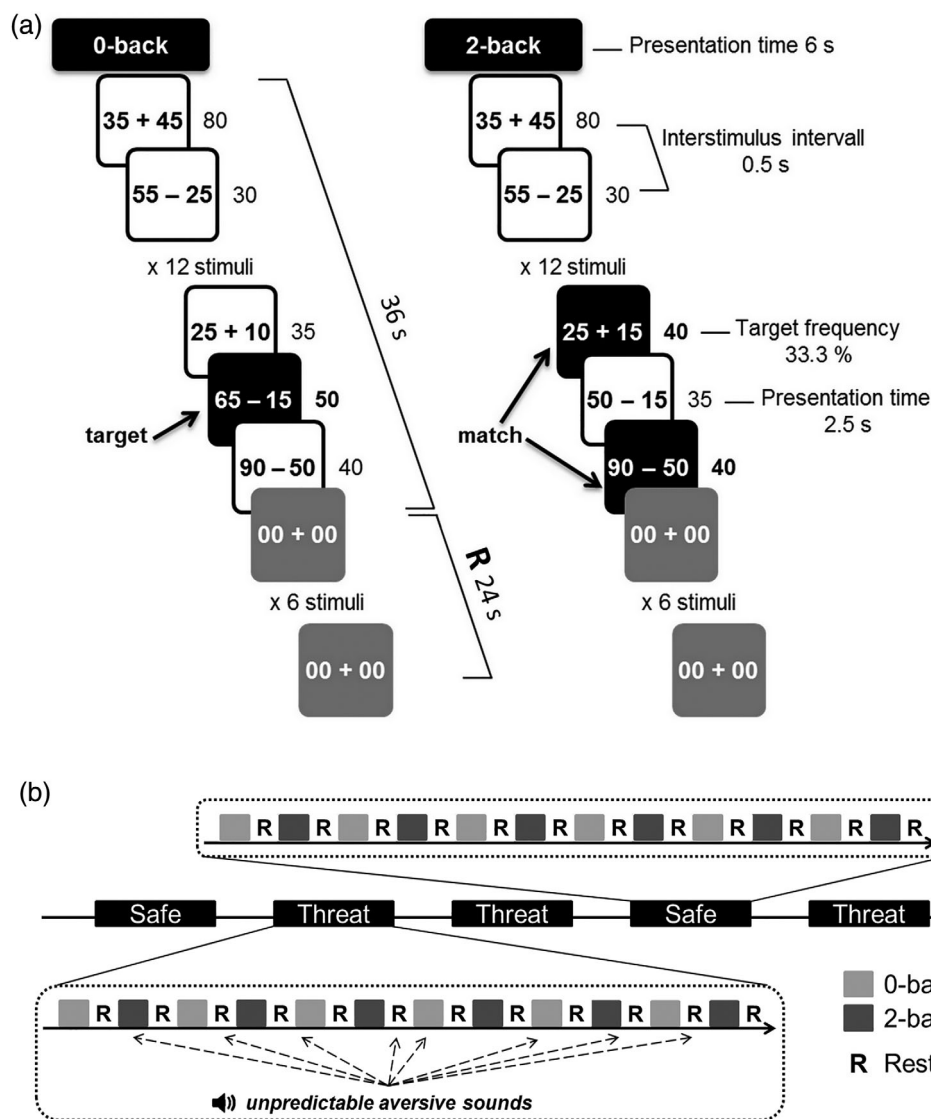 (a)
0-back
35 + 45 80
55 – 25 30
x 12 stimuli
25 + 10 35
65 – 15 50
target
90 – 50 40
00 + 00
x 6 stimuli
00 + 00
36 s
R 24 s
2-back
Presentation time 6 s
35 + 45 80
55 – 25 30
Interstimulus intervall
0.5 s
x 12 stimuli
25 + 15 40
Target frequency
33.3 %
50 – 15 35
Presentation time
2.5 s
match
90 – 50 40
00 + 00
x 6 stimuli
00 + 00
(b)
R R R R R R R R R R R R
Safe Threat Threat Safe Threat
R R R R R R R R R R R R
unpredictable aversive sounds
0-ba
2-ba
R Rest